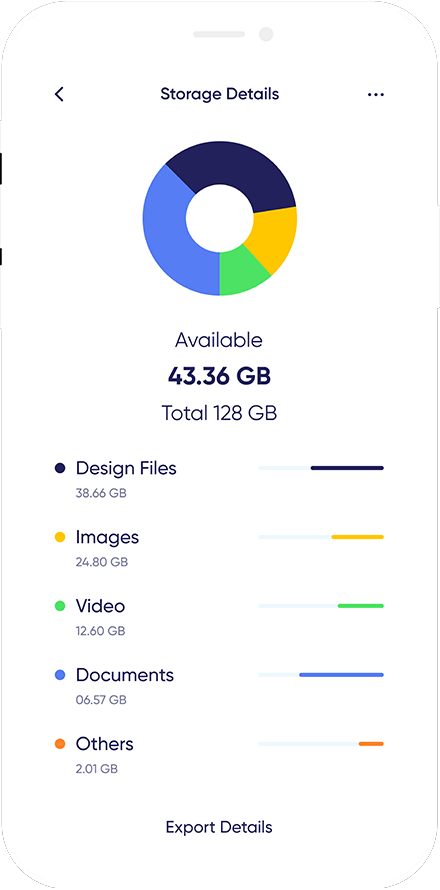 Storage Details
Available
43.36 GB
Total 128 GB
Design Files
38.66 GB
Images
24.80 GB
Video
12.60 GB
Documents
06.57 GB
Others
2.01 GB
Export Details